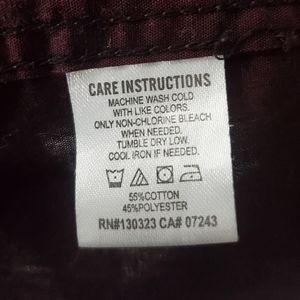 CARE INSTRUCTIONS
MACHINE WASH COLD
WITH LIKE COLORS.
ONLY NON-CHLORINE BLEACH
WHEN NEEDED.
TUMBLE DRY LOW.
COOL IRON IF NEEDED.
55%COTTON
45%POLYESTER
RN#130323 CA# 07243